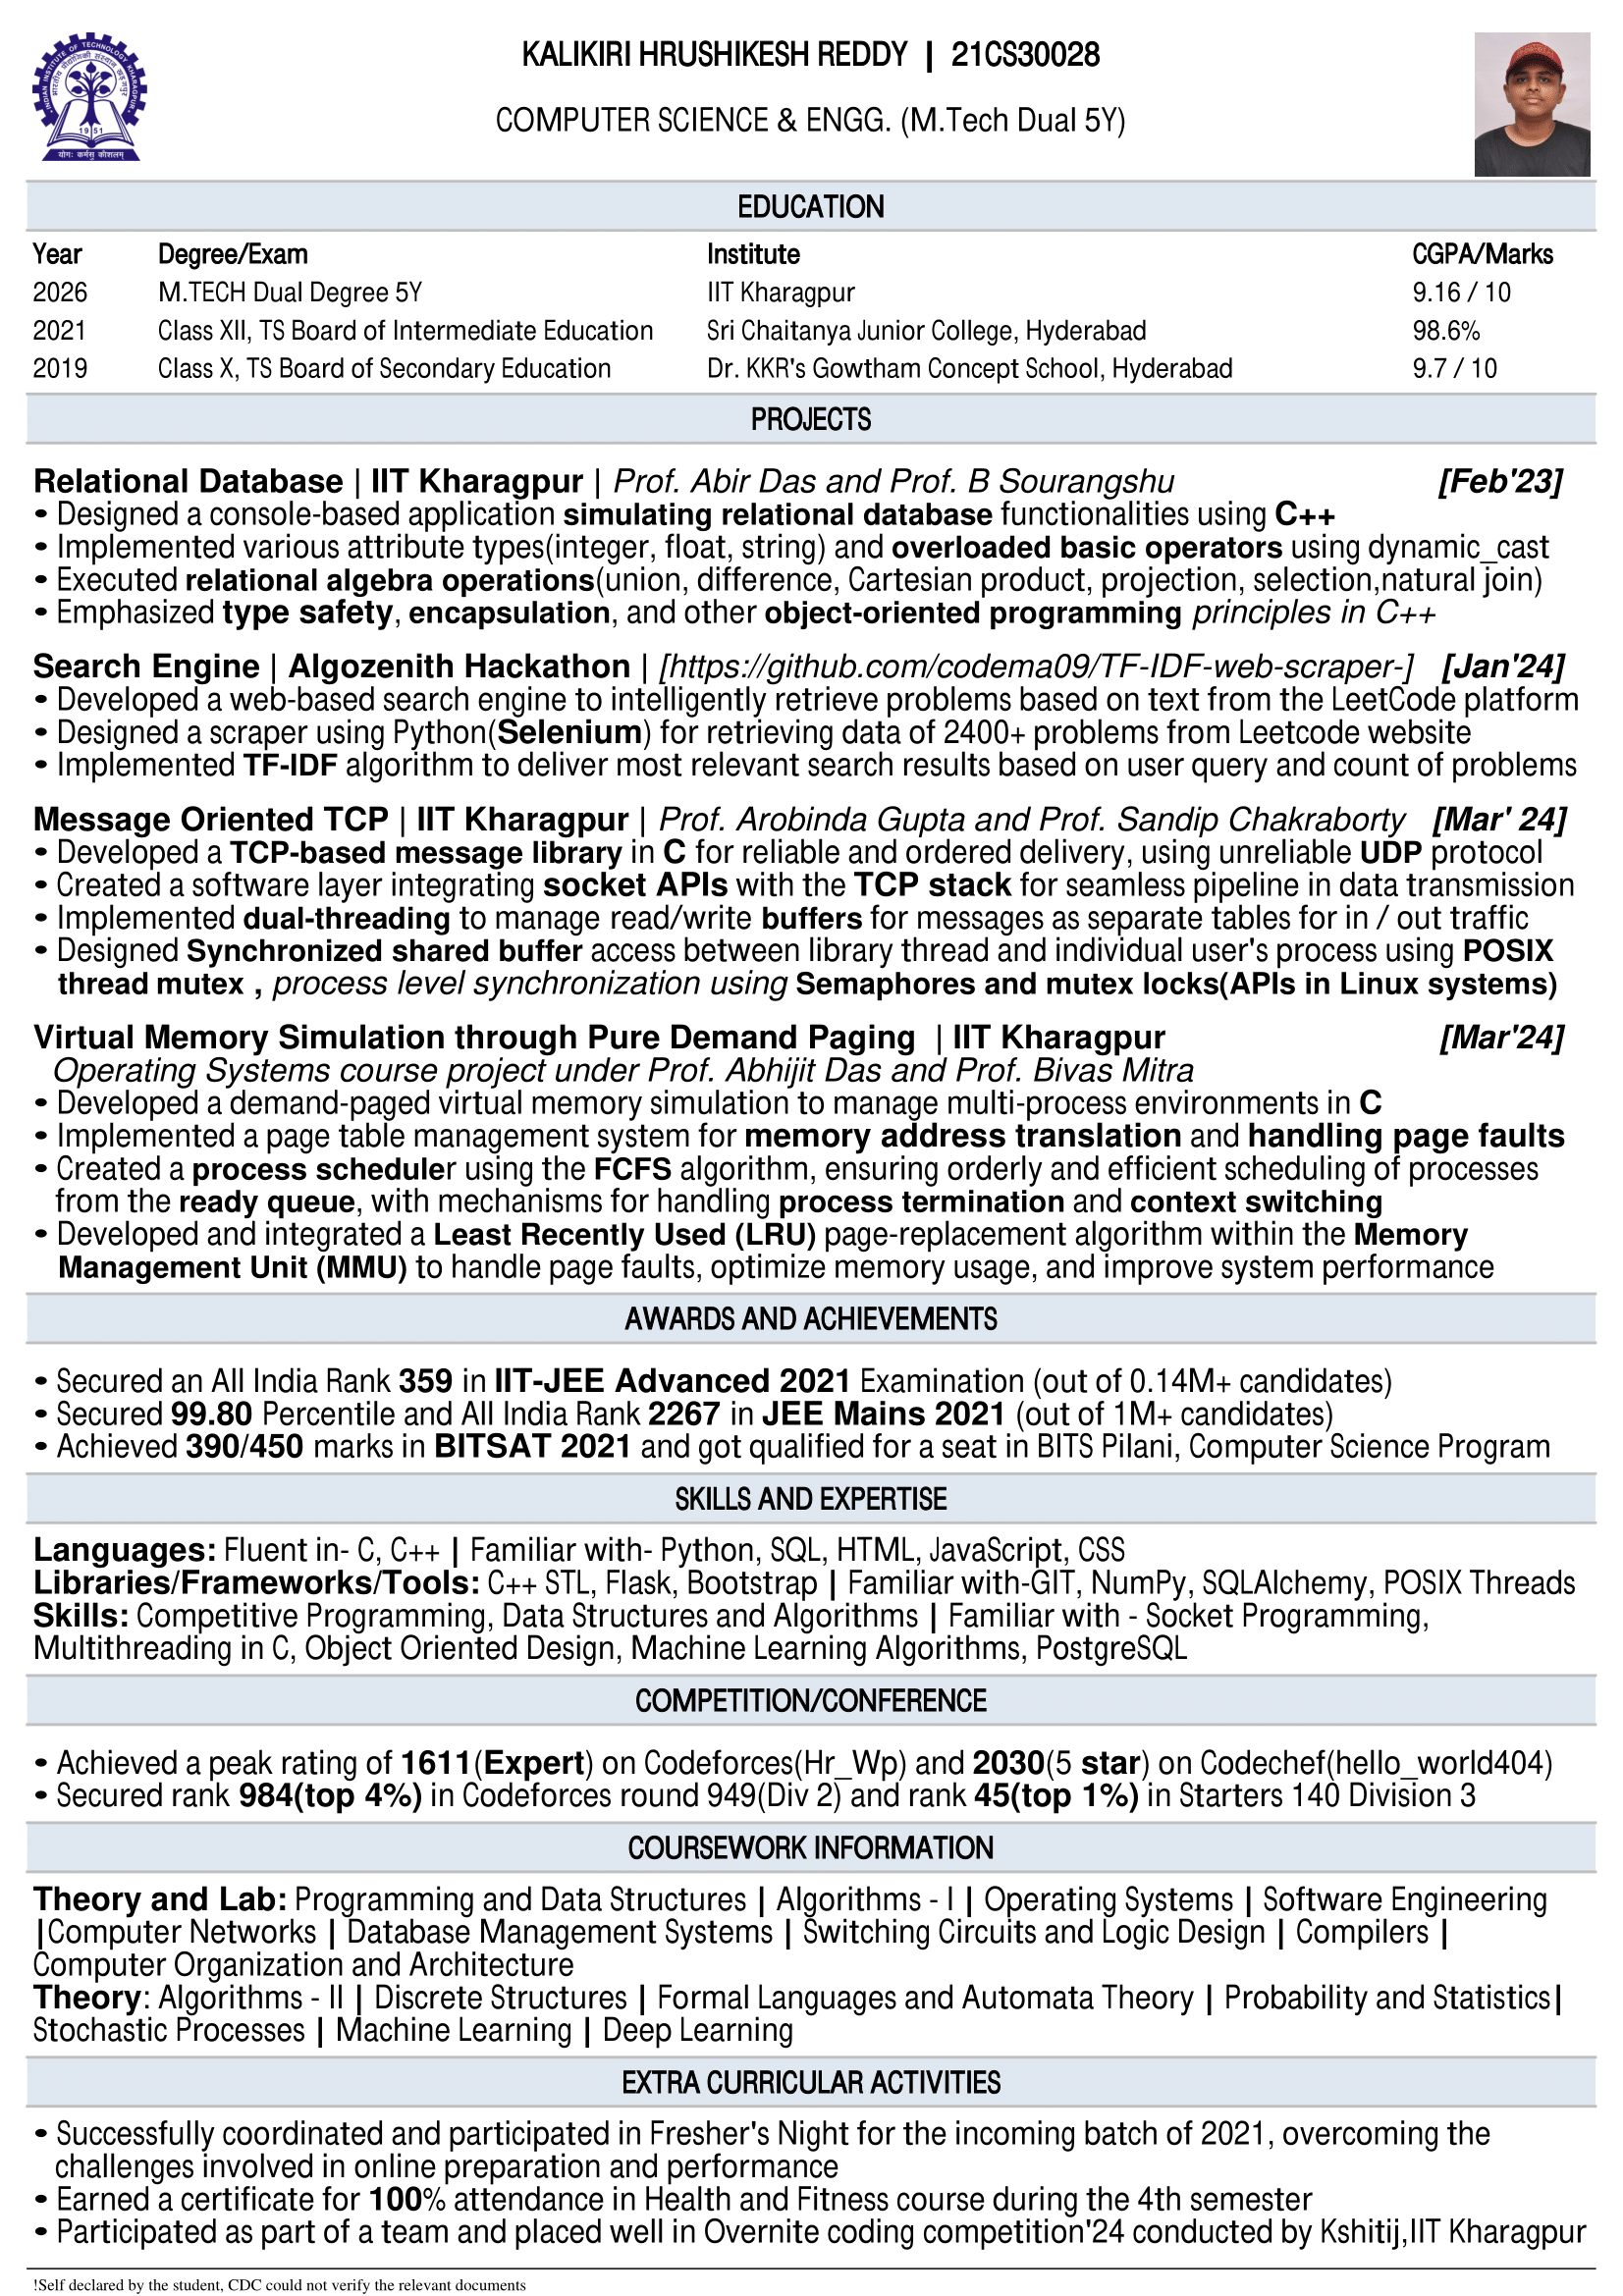 INDIAN INSTITUTE OF TECHNOLOGY KHARAGPUR
1951
योगः कर्मसु कौशलम्
KALIKIRI HRUSHIKESH REDDY | 21CS30028
COMPUTER SCIENCE & ENGG. (M.Tech Dual 5Y)
EDUCATION
Year Degree/Exam Institute CGPA/Marks
2026 M.TECH Dual Degree 5Y IIT Kharagpur 9.16 / 10
2021 Class XII, TS Board of Intermediate Education Sri Chaitanya Junior College, Hyderabad 98.6%
2019 Class X, TS Board of Secondary Education Dr. KKR's Gowtham Concept School, Hyderabad 9.7 / 10
PROJECTS
Relational Database | IIT Kharagpur | Prof. Abir Das and Prof. B Sourangshu [Feb'23]
• Designed a console-based application simulating relational database functionalities using C++
• Implemented various attribute types(integer, float, string) and overloaded basic operators using dynamic_cast
• Executed relational algebra operations(union, difference, Cartesian product, projection, selection,natural join)
• Emphasized type safety, encapsulation, and other object-oriented programming principles in C++
Search Engine | Algozenith Hackathon | [https://github.com/codema09/TF-IDF-web-scraper-] [Jan'24]
• Developed a web-based search engine to intelligently retrieve problems based on text from the LeetCode platform
• Designed a scraper using Python(Selenium) for retrieving data of 2400+ problems from Leetcode website
• Implemented TF-IDF algorithm to deliver most relevant search results based on user query and count of problems
Message Oriented TCP | IIT Kharagpur | Prof. Arobinda Gupta and Prof. Sandip Chakraborty [Mar' 24]
• Developed a TCP-based message library in C for reliable and ordered delivery, using unreliable UDP protocol
• Created a software layer integrating socket APIs with the TCP stack for seamless pipeline in data transmission
• Implemented dual-threading to manage read/write buffers for messages as separate tables for in / out traffic
• Designed Synchronized shared buffer access between library thread and individual user's process using POSIX
thread mutex , process level synchronization using Semaphores and mutex locks(APIs in Linux systems)
Virtual Memory Simulation through Pure Demand Paging | IIT Kharagpur [Mar'24]
Operating Systems course project under Prof. Abhijit Das and Prof. Bivas Mitra
• Developed a demand-paged virtual memory simulation to manage multi-process environments in C
• Implemented a page table management system for memory address translation and handling page faults
• Created a process scheduler using the FCFS algorithm, ensuring orderly and efficient scheduling of processes
from the ready queue, with mechanisms for handling process termination and context switching
• Developed and integrated a Least Recently Used (LRU) page-replacement algorithm within the Memory
Management Unit (MMU) to handle page faults, optimize memory usage, and improve system performance
AWARDS AND ACHIEVEMENTS
• Secured an All India Rank 359 in IIT-JEE Advanced 2021 Examination (out of 0.14M+ candidates)
• Secured 99.80 Percentile and All India Rank 2267 in JEE Mains 2021 (out of 1M+ candidates)
• Achieved 390/450 marks in BITSAT 2021 and got qualified for a seat in BITS Pilani, Computer Science Program
SKILLS AND EXPERTISE
Languages: Fluent in- C, C++ | Familiar with- Python, SQL, HTML, JavaScript, CSS
Libraries/Frameworks/Tools: C++ STL, Flask, Bootstrap | Familiar with-GIT, NumPy, SQLAlchemy, POSIX Threads
Skills: Competitive Programming, Data Structures and Algorithms | Familiar with - Socket Programming,
Multithreading in C, Object Oriented Design, Machine Learning Algorithms, PostgreSQL
COMPETITION/CONFERENCE
• Achieved a peak rating of 1611(Expert) on Codeforces(Hr_Wp) and 2030(5 star) on Codechef(hello_world404)
• Secured rank 984(top 4%) in Codeforces round 949(Div 2) and rank 45(top 1%) in Starters 140 Division 3
COURSEWORK INFORMATION
Theory and Lab: Programming and Data Structures | Algorithms - I | Operating Systems | Software Engineering
|Computer Networks | Database Management Systems | Switching Circuits and Logic Design | Compilers |
Computer Organization and Architecture
Theory: Algorithms - II | Discrete Structures | Formal Languages and Automata Theory | Probability and Statistics|
Stochastic Processes | Machine Learning | Deep Learning
EXTRA CURRICULAR ACTIVITIES
• Successfully coordinated and participated in Fresher's Night for the incoming batch of 2021, overcoming the
challenges involved in online preparation and performance
• Earned a certificate for 100% attendance in Health and Fitness course during the 4th semester
• Participated as part of a team and placed well in Overnite coding competition'24 conducted by Kshitij,IIT Kharagpur
!Self declared by the student, CDC could not verify the relevant documents